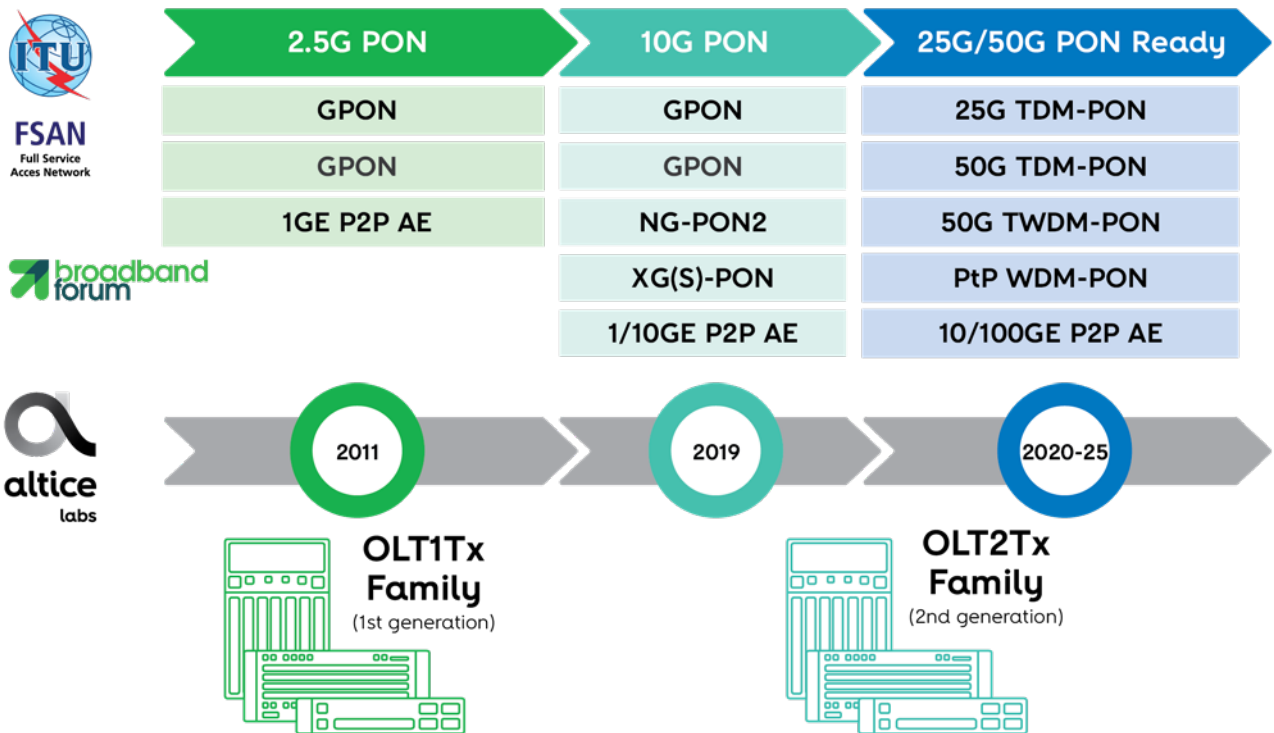 ITU
FSAN
Full Service
Acces Network
broadband
forum
altice
labs
2.5G PON
GPON
GPON
1GE P2P AE
10G PON
GPON
GPON
NG-PON2
XG(S)-PON
1/10GE P2P AE
25G/50G PON Ready
25G TDM-PON
50G TDM-PON
50G TWDM-PON
PtP WDM-PON
10/100GE P2P AE
2011
2019
2020-25
OLT1Tx
Family
(1st generation)
OLT2Tx
Family
(2nd generation)